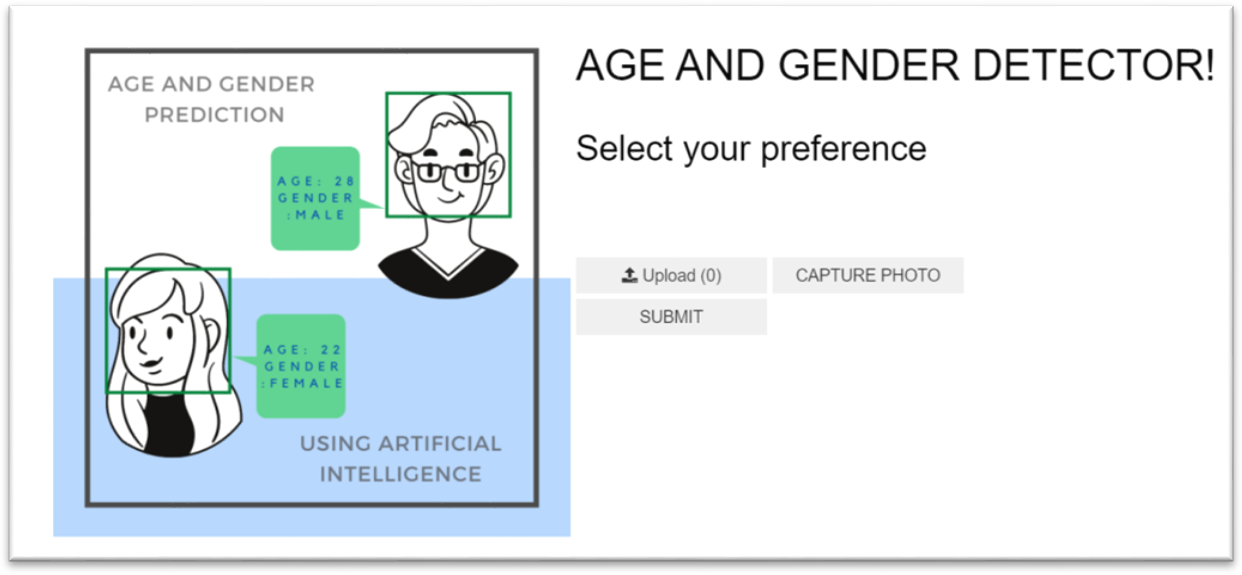 AGE AND GENDER
PREDICTION
AGE: 28
GENDER
:MALE
AGE: 22
GENDER
:FEMALE
USING ARTIFICIAL
INTELLIGENCE
AGE AND GENDER DETECTOR!
Select your preference
Upload (0)
CAPTURE PHOTO
SUBMIT